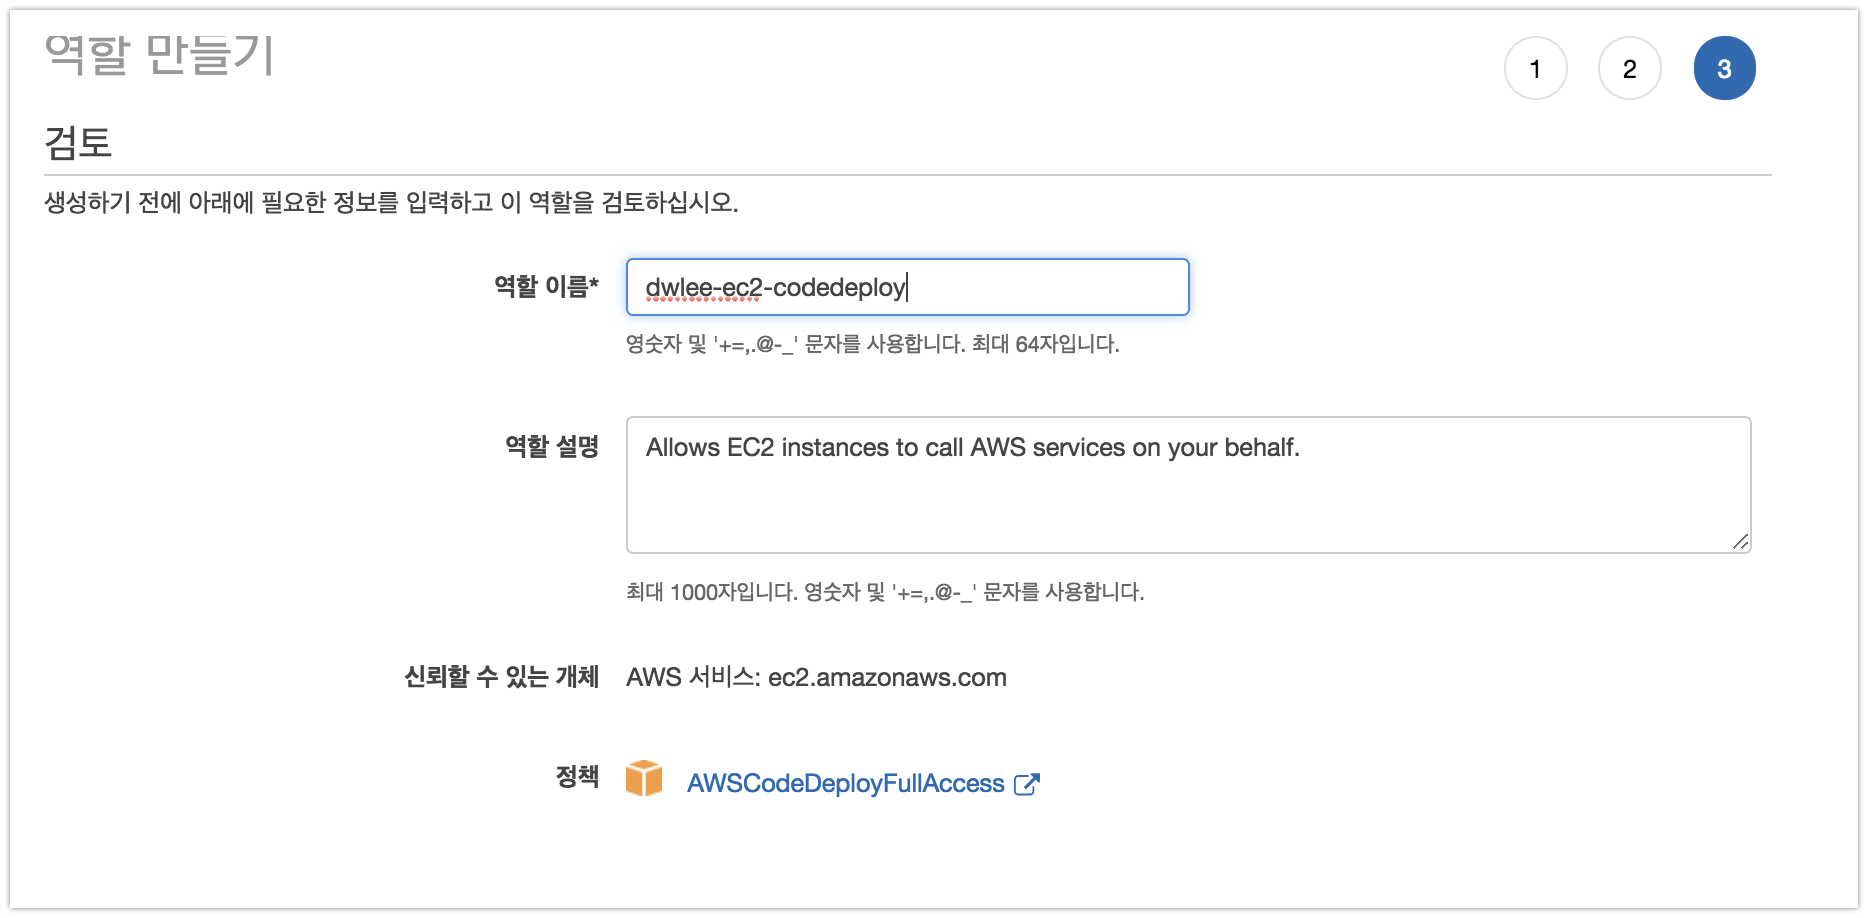 역할 만들기
1 2 3
검토
생성하기 전에 아래에 필요한 정보를 입력하고 이 역할을 검토하십시오.
역할 이름* dwlee-ec2-codedeploy
영숫자 및 '+=,.@-_' 문자를 사용합니다. 최대 64자입니다.
역할 설명 Allows EC2 instances to call AWS services on your behalf.
최대 1000자입니다. 영숫자 및 '+=,.@-_' 문자를 사용합니다.
신뢰할 수 있는 개체 AWS 서비스: ec2.amazonaws.com
정책 AWSCodeDeployFullAccess